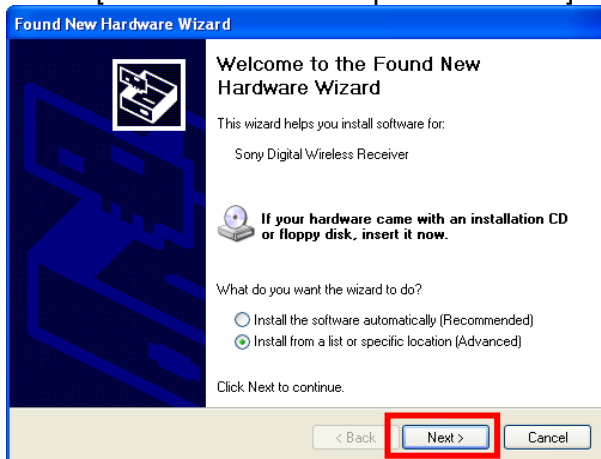 Found New Hardware Wizard
Welcome to the Found New
Hardware Wizard
This wizard helps you install software for:
Sony Digital Wireless Receiver
If your hardware came with an installation CD
or floppy disk, insert it now.
What do you want the wizard to do?
Install the software automatically (Recommended)
Install from a list or specific location (Advanced)
Click Next to continue.
< Back Next > Cancel